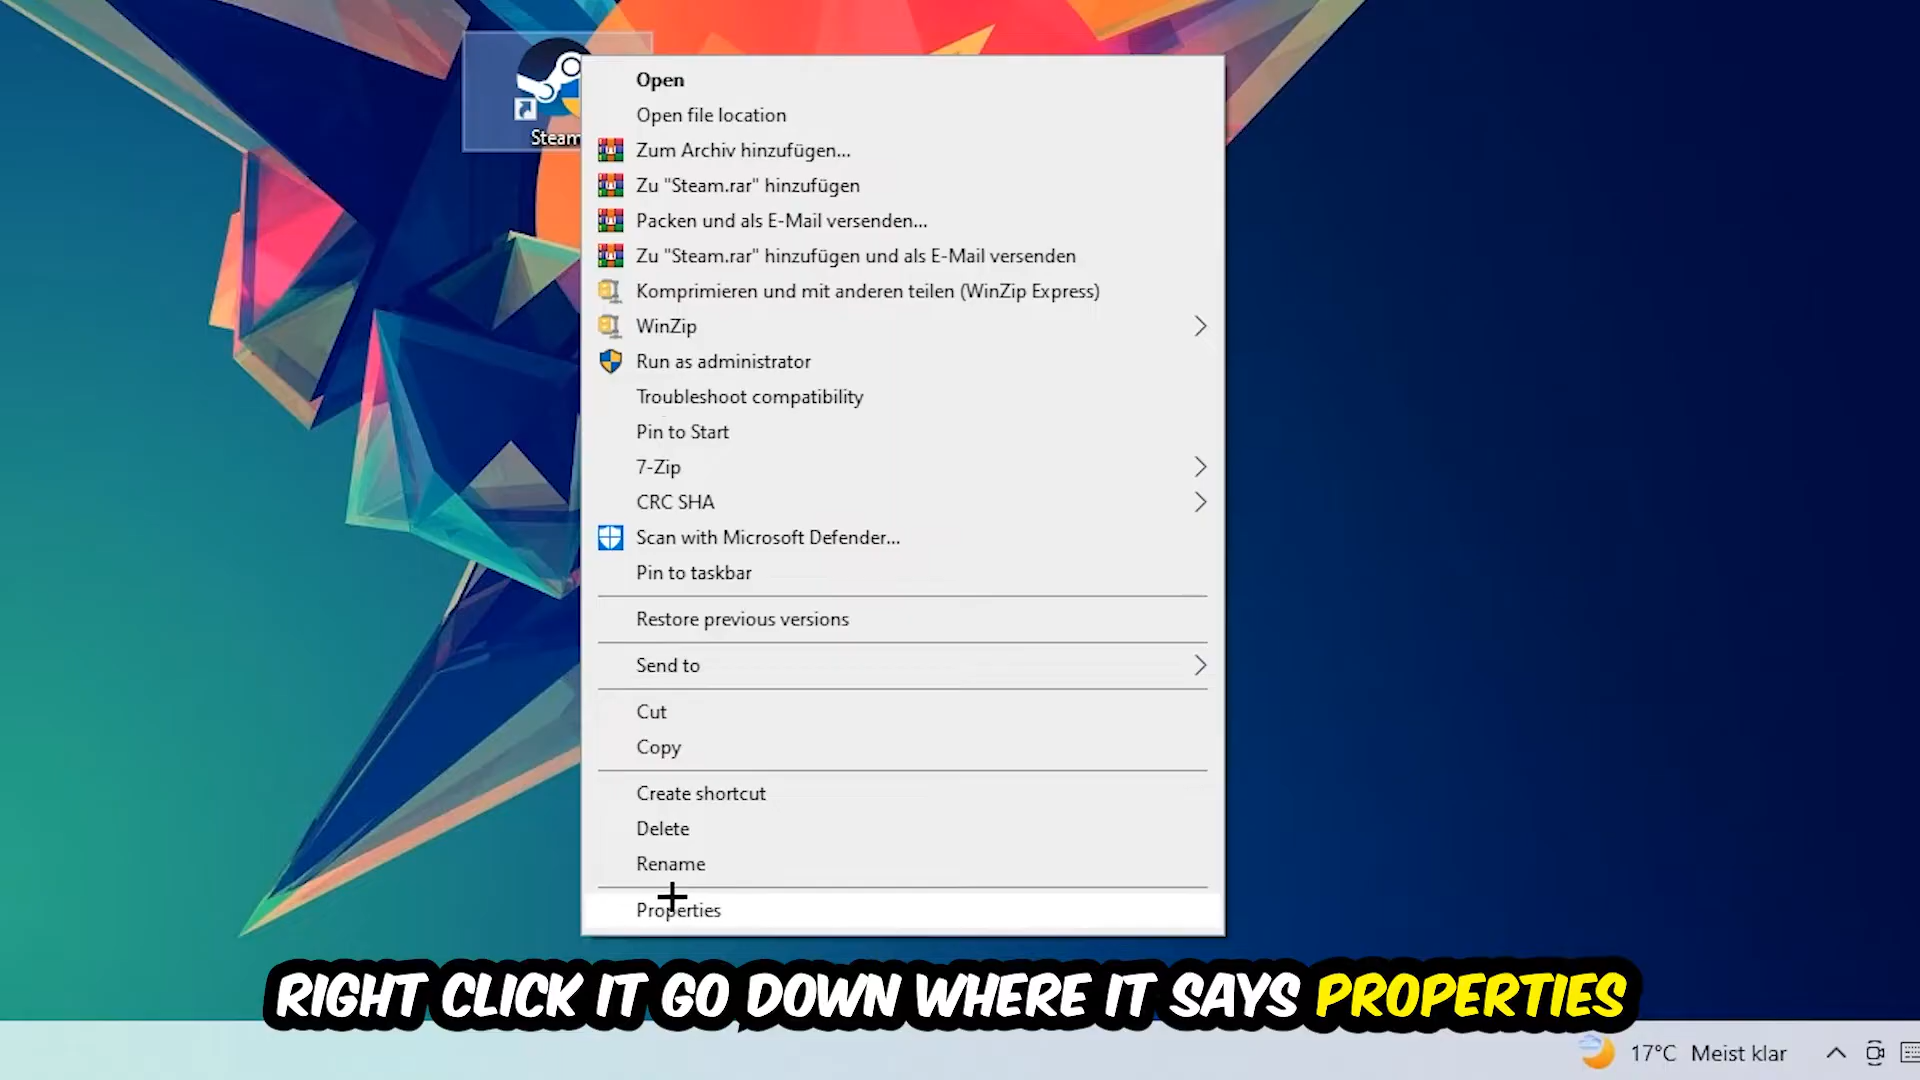 Steam
Open
Open file location
Zum Archiv hinzufügen...
Zu "Steam.rar" hinzufügen
Packen und als E-Mail versenden...
Zu "Steam.rar" hinzufügen und als E-Mail versenden
Komprimieren und mit anderen teilen (WinZip Express)
WinZip
Run as administrator
Troubleshoot compatibility
Pin to Start
7-Zip
CRC SHA
Scan with Microsoft Defender...
Pin to taskbar
Restore previous versions
Send to
Cut
Copy
Create shortcut
Delete
Rename
Properties
RIGHT CLICK IT GO DOWN WHERE IT SAYS PROPERTIES
17°C Meist klar